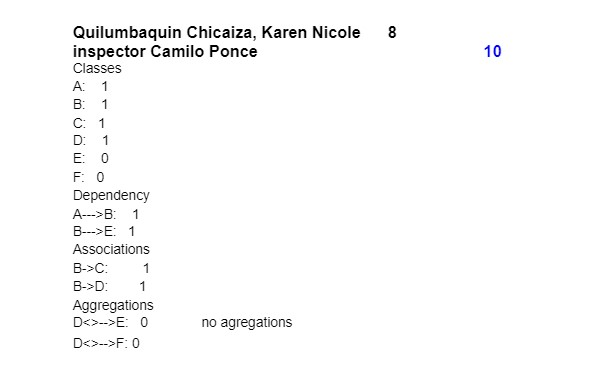 Quilumbaquin Chicaiza, Karen Nicole 8
inspector Camilo Ponce 10
Classes
A: 1
B: 1
C: 1
D: 1
E: 0
F: 0
Dependency
A--->B: 1
B--->E: 1
Associations
B->C: 1
B->D: 1
Aggregations
D<>-->E: 0 no agregations
D<>-->F: 0